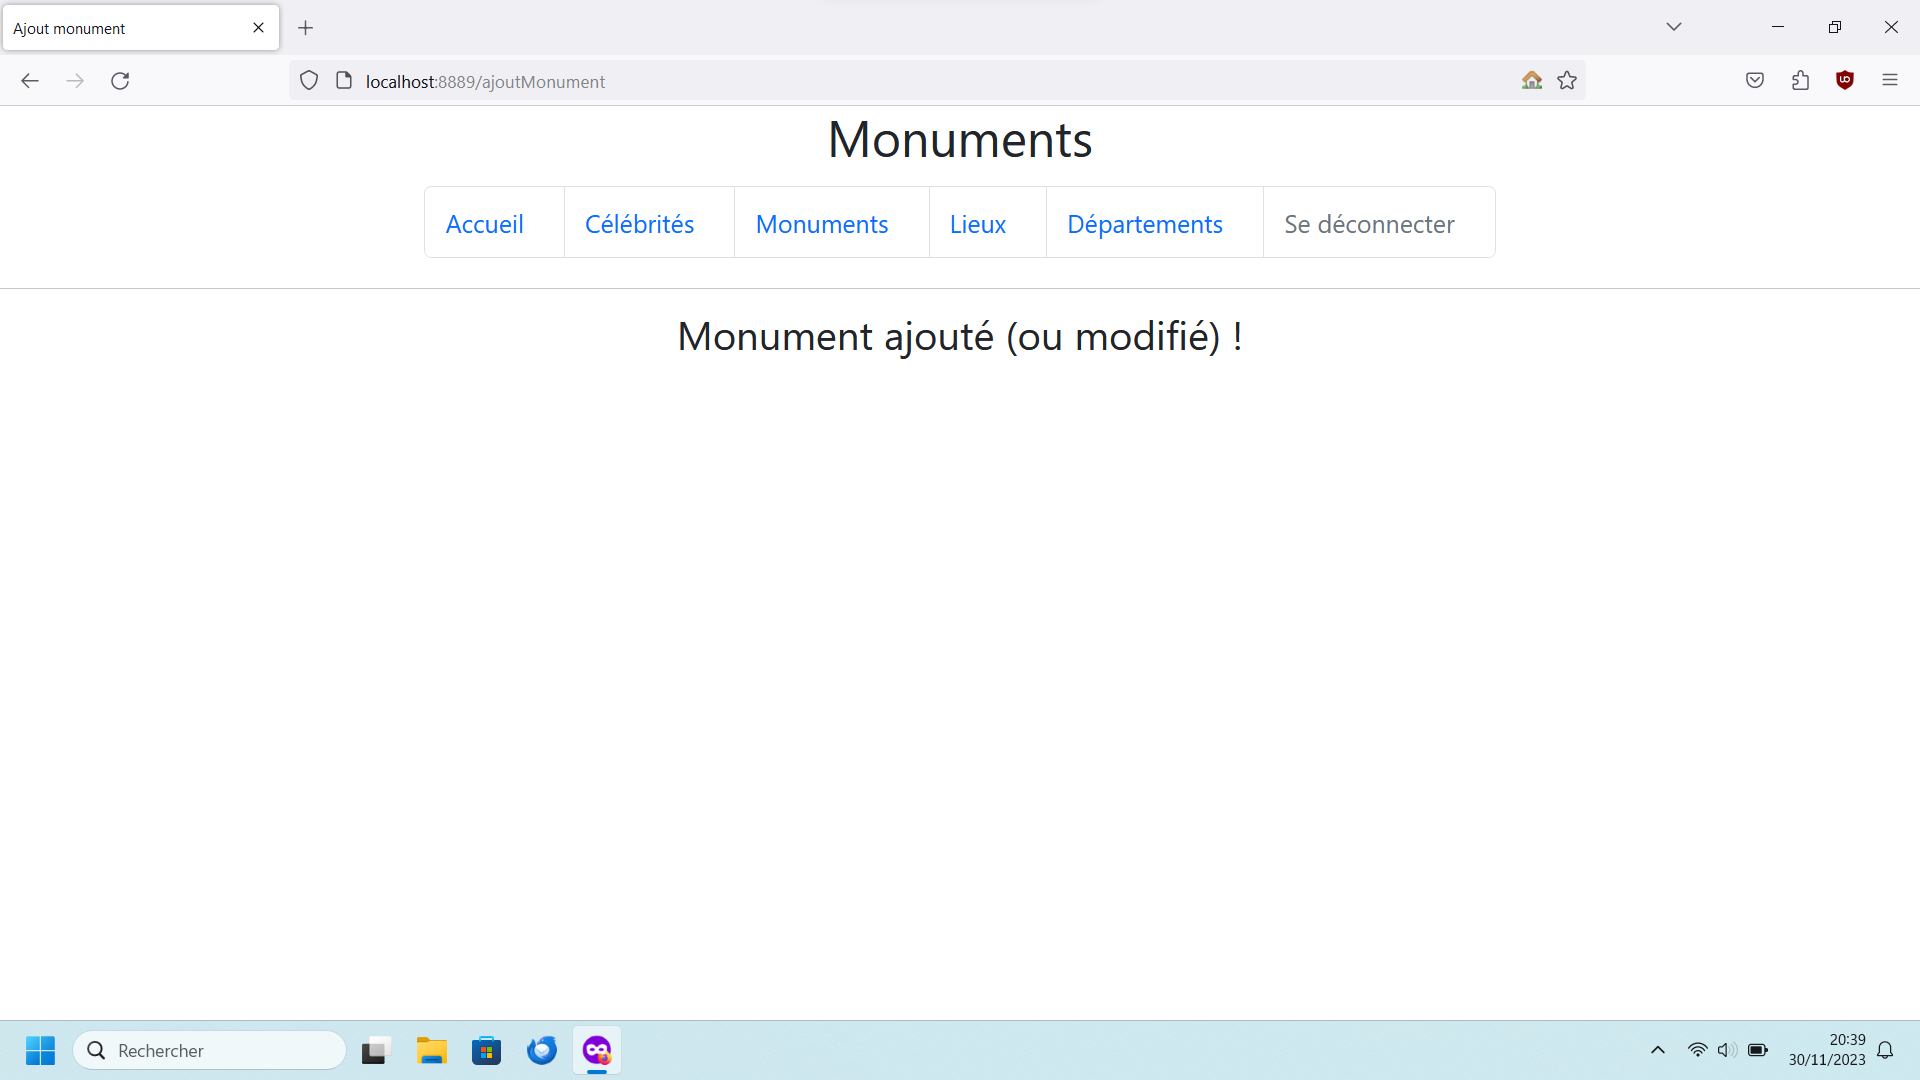 Ajout monument
localhost:8889/ajoutMonument
Monuments
Accueil Célébrités Monuments Lieux Départements Se déconnecter
Monument ajouté (ou modifié) !
Rechercher
20:39
30/11/2023